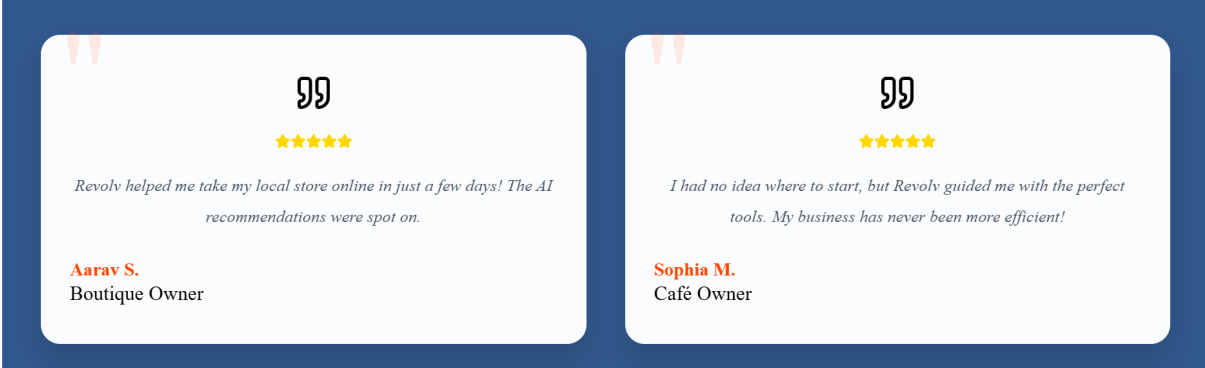 Revolv helped me take my local store online in just a few days! The AI
recommendations were spot on.
Aarav S.
Boutique Owner
I had no idea where to start, but Revolv guided me with the perfect
tools. My business has never been more efficient!
Sophia M.
Café Owner